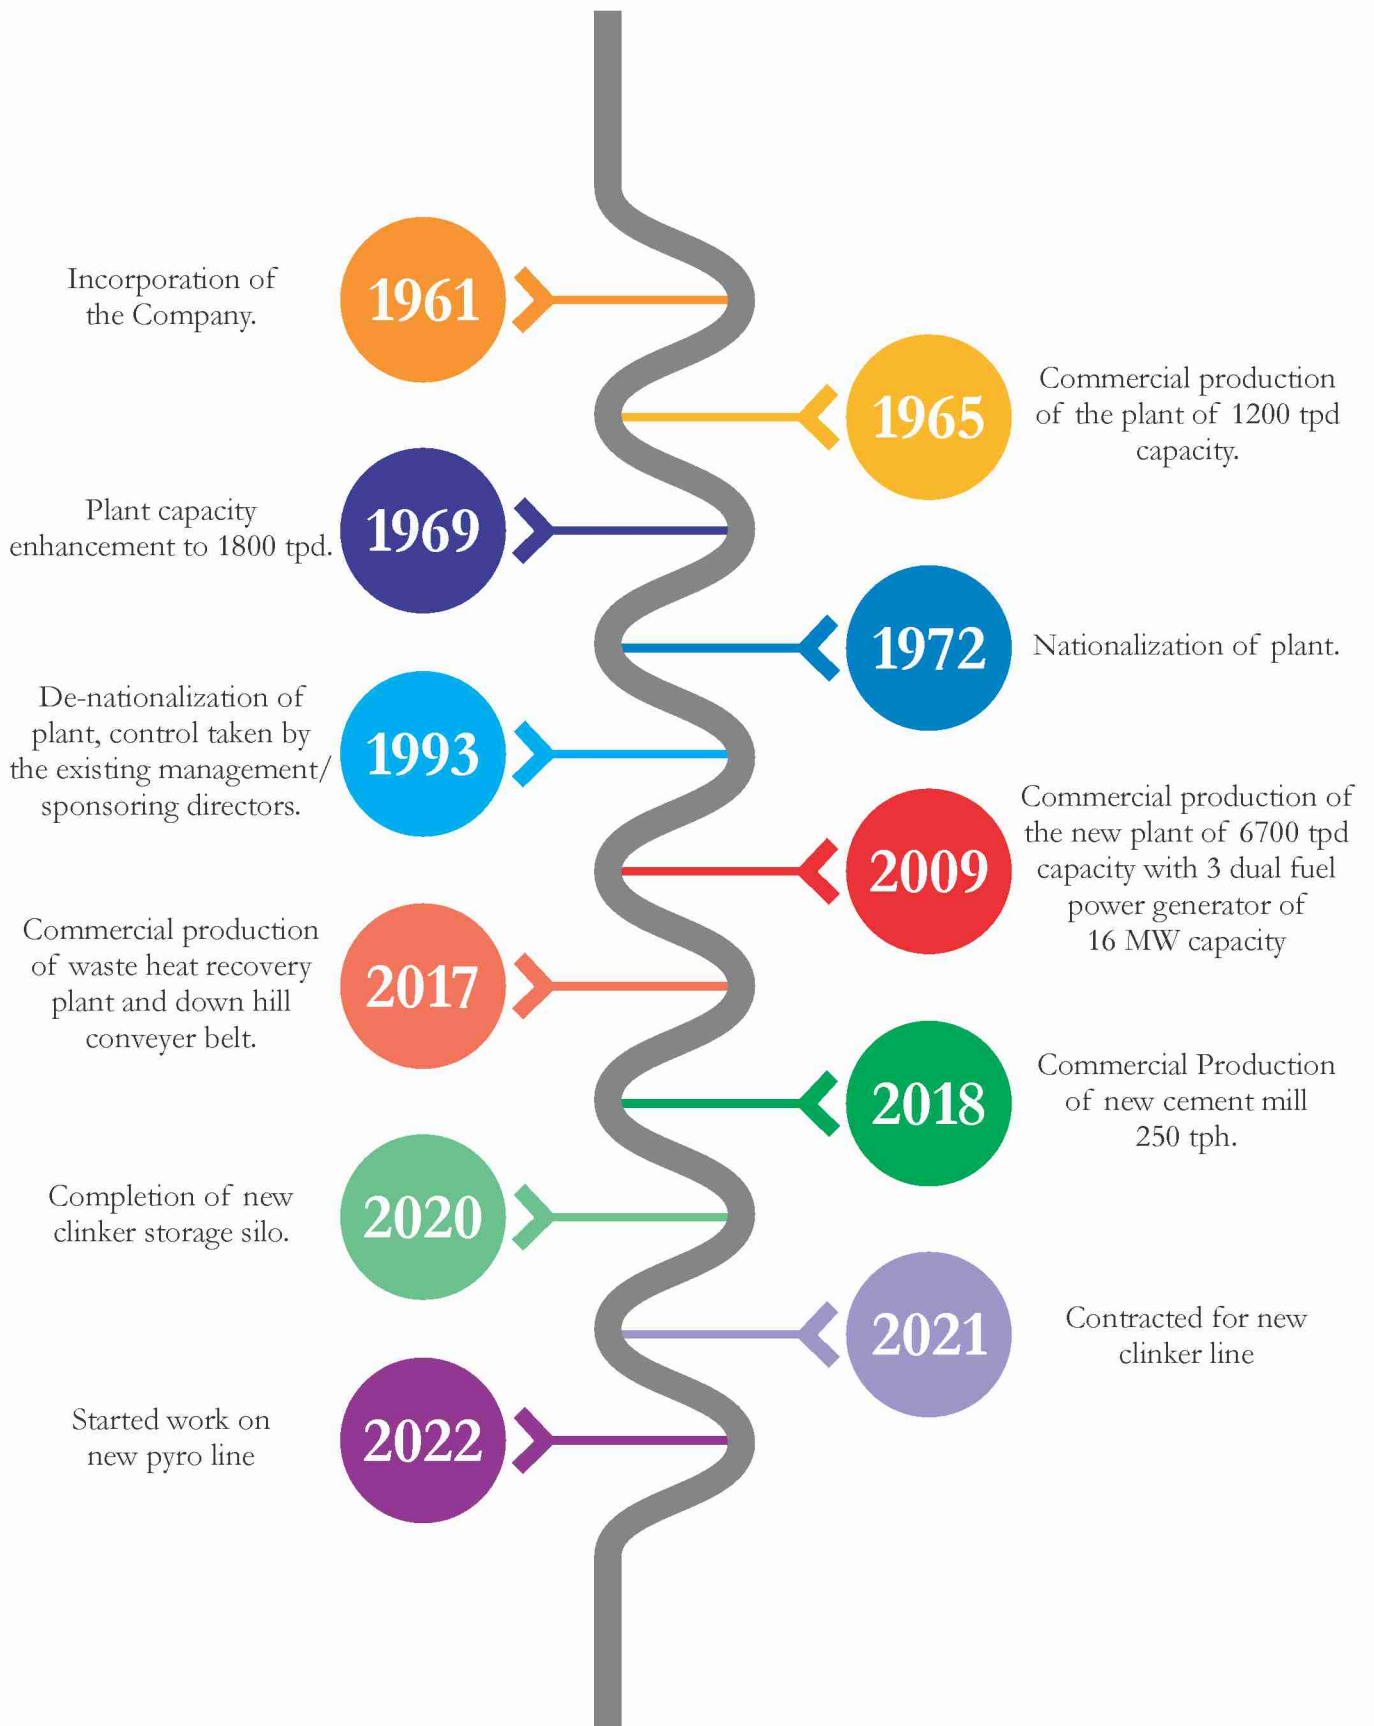 Incorporation of
the Company.
1961
1965
Commercial production
of the plant of 1200 tpd
capacity.
Plant capacity
enhancement to 1800 tpd.
1969
1972
Nationalization of plant.
De-nationalization of
plant, control taken by
the existing management/
sponsoring directors.
1993
2009
Commercial production of
the new plant of 6700 tpd
capacity with 3 dual fuel
power generator of
16 MW capacity
Commercial production
of waste heat recovery
plant and down hill
conveyer belt.
2017
2018
Commercial Production
of new cement mill
250 tph.
Completion of new
clinker storage silo.
2020
2021
Contracted for new
clinker line
Started work on
new pyro line
2022